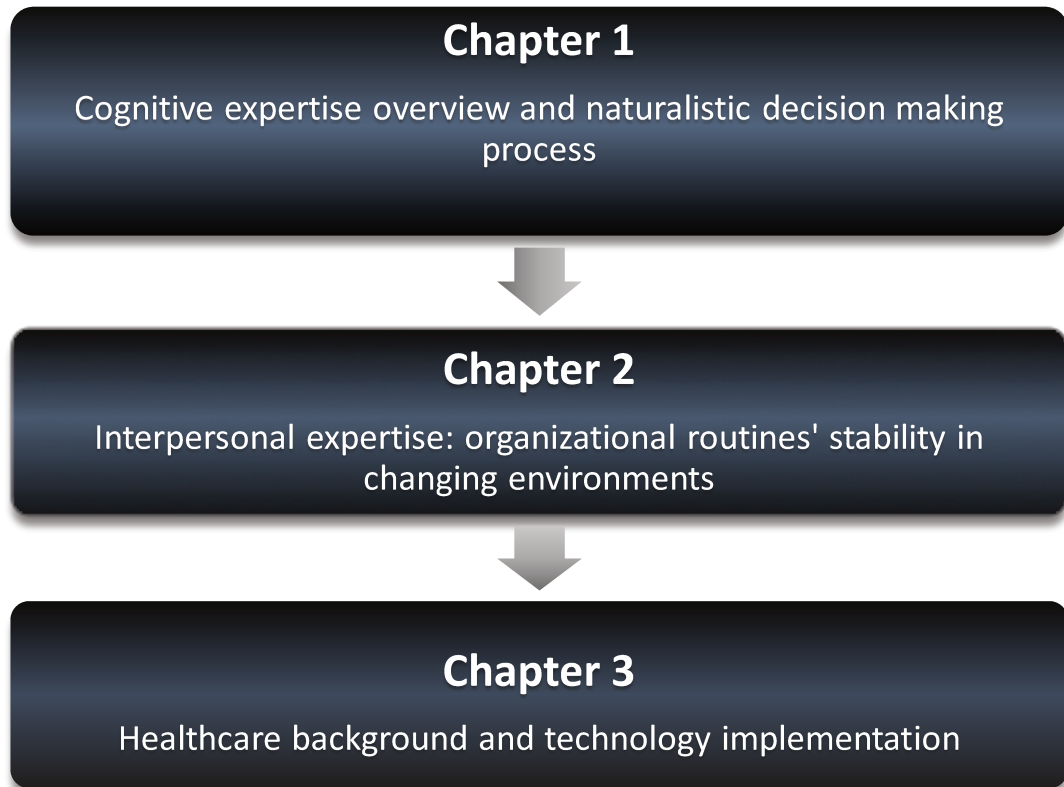 Chapter 1
Cognitive expertise overview and naturalistic decision making
process
Chapter 2
Interpersonal expertise: organizational routines' stability in
changing environments
Chapter 3
Healthcare background and technology implementation